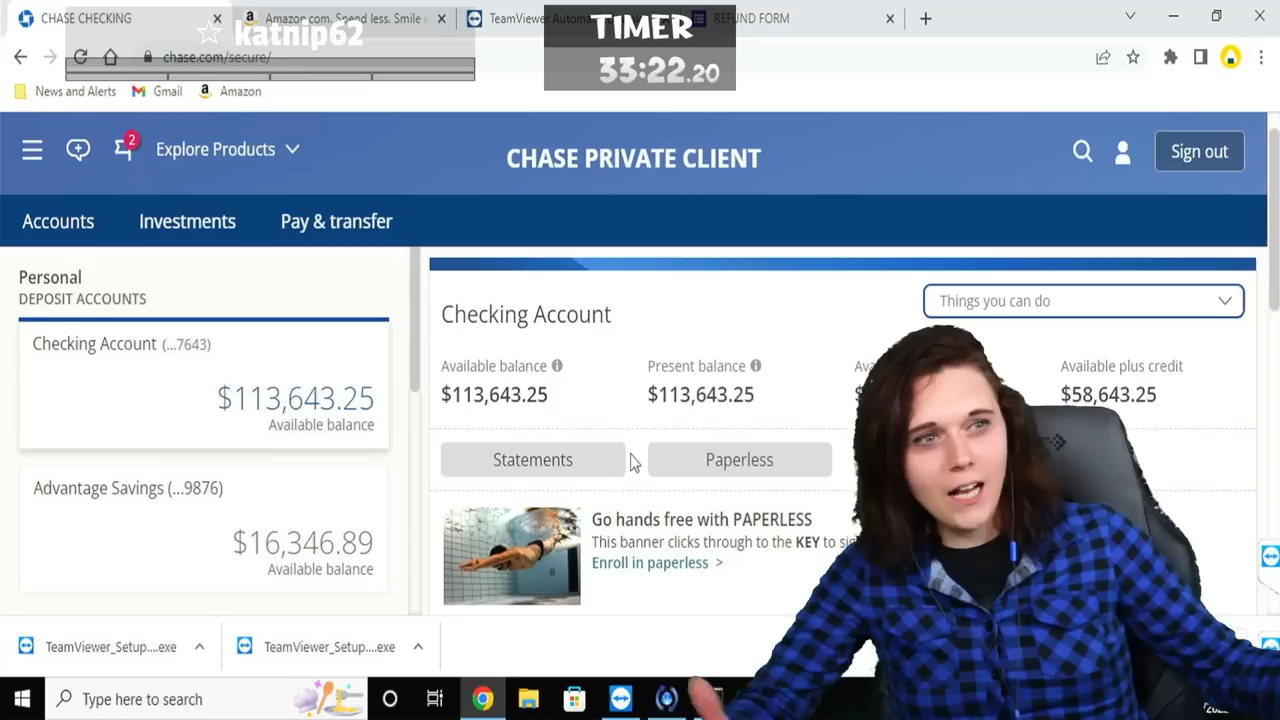 CHASE CHECKING
Amazon.com. Spend less. Smile
TeamViewer
REFUND FORM
katnip62
TIMER
33:22.20
chase.com/secure/
News and Alerts
Gmail
Amazon
2
Explore Products
CHASE PRIVATE CLIENT
Sign out
Accounts
Investments
Pay & transfer
Personal
DEPOSIT ACCOUNTS
Checking Account (...7643)
$113,643.25
Available balance
Advantage Savings (...9876)
$16,346.89
Available balance
Checking Account
Things you can do
Available balance
Present balance
Available plus credit
$113,643.25
$113,643.25
$58,643.25
Statements
Paperless
Go hands free with PAPERLESS
This banner clicks through to the KEY to
Enroll in paperless >
TeamViewer_Setup....exe
TeamViewer_Setup....exe
Type here to search